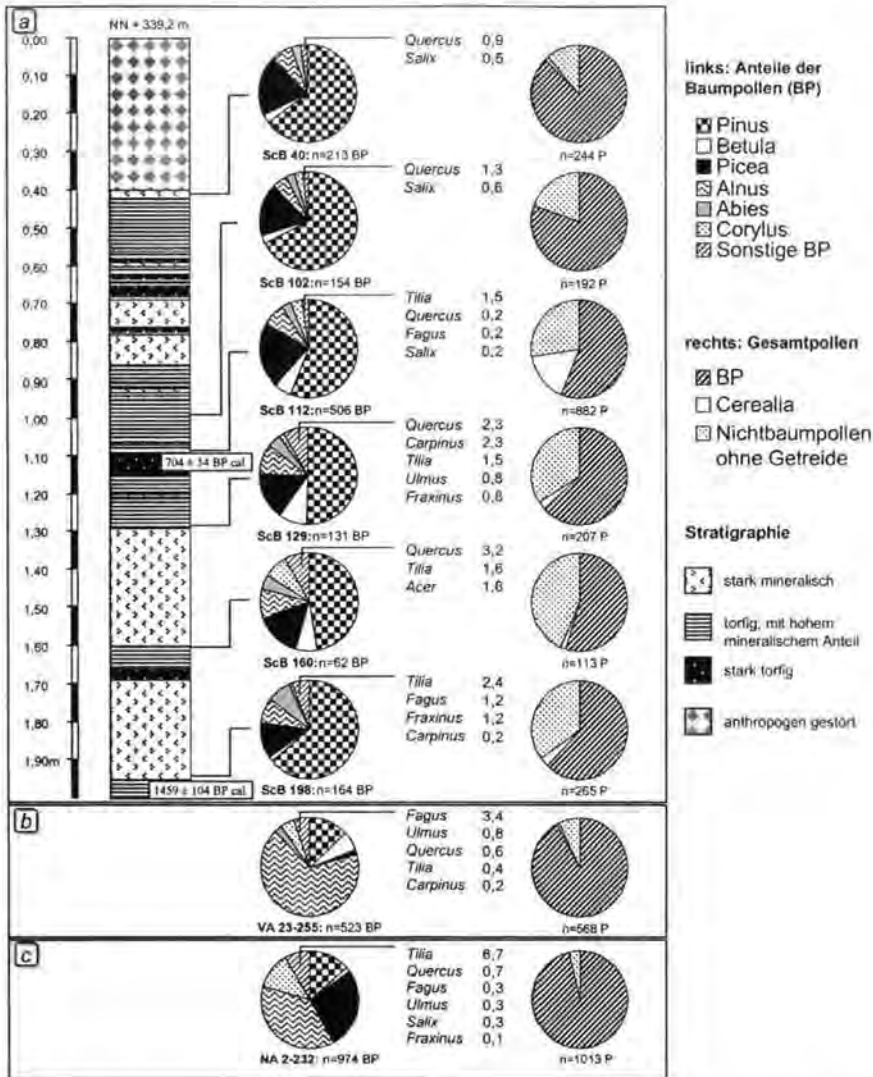 a
NN + 339,2 m
0,00
0,10
0,20
0,30
0,40
0,50
0,60
0,70
0,80
0,90
1,00
1,10
1,20
1,30
1,40
1,50
1,60
1,70
1,80
1,90m
704 ± 54 BP cal.
1459 ± 104 BP cal.
Quercus 0,9
Salix 0,5
ScB 40: n=213 BP
n=244 P
Quercus 1,3
Salix 0,6
ScB 102: n=154 BP
n=192 P
Tilia 1,5
Quercus 0,2
Fagus 0,2
Salix 0,2
ScB 112: n=506 BP
n=882 P
Quercus 2,3
Carpinus 2,3
Tilia 1,5
Ulmus 0,8
Fraxinus 0,8
ScB 129: n=131 BP
n=207 P
Quercus 3,2
Tilia 1,6
Acer 1,6
ScB 160: n=62 BP
n=113 P
Tilia 2,4
Fagus 1,2
Fraxinus 1,2
Carpinus 0,2
ScB 198: n=164 BP
n=265 P
b
Fagus 3,4
Ulmus 0,8
Quercus 0,6
Tilia 0,4
Carpinus 0,2
VA 23-255: n=523 BP
n=568 P
c
Tilia 6,7
Quercus 0,7
Fagus 0,3
Ulmus 0,3
Salix 0,3
Fraxinus 0,1
NA 2-232: n=974 BP
n=1013 P
links: Anteile der
Baumpollen (BP)
Pinus
Betula
Picea
Alnus
Abies
Corylus
Sonstige BP
rechts: Gesamtpollen
BP
Cerealia
Nichtbaumpollen
ohne Getreide
Stratigraphie
stark mineralisch
torfig, mit hohem
mineralischem Anteil
stark torfig
anthropogen gestört